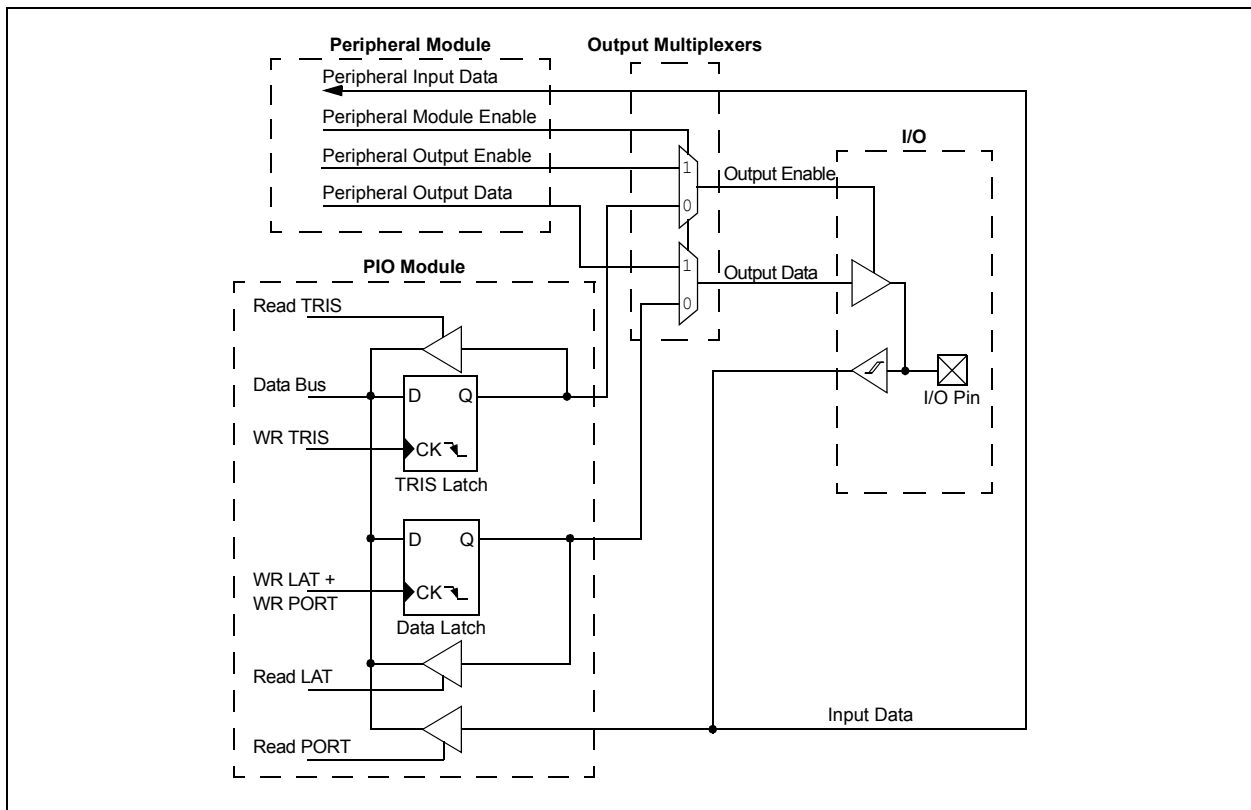 Peripheral Module
Output Multiplexers
Peripheral Input Data
Peripheral Module Enable
Peripheral Output Enable
Peripheral Output Data
1
0
1
0
Output Enable
Output Data
I/O
I/O Pin
PIO Module
Read TRIS
Data Bus
D Q
WR TRIS
CK
TRIS Latch
D Q
WR LAT +
WR PORT
CK
Data Latch
Read LAT
Read PORT
Input Data